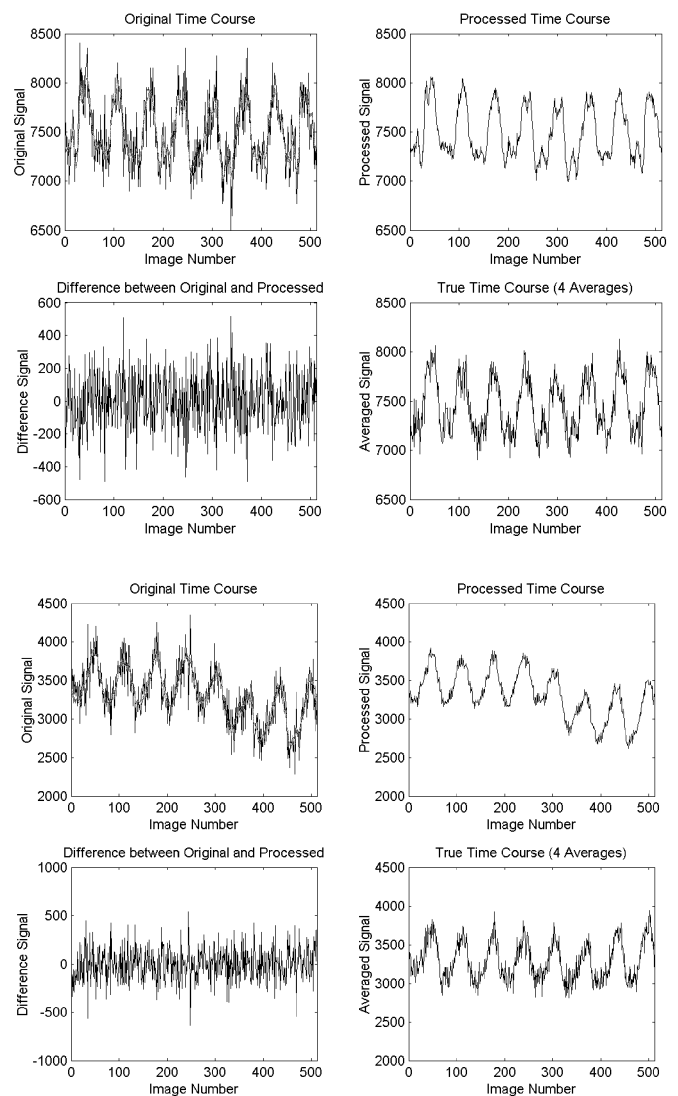 Original Time Course
8500
8000
7500
7000
6500
Original Signal
0 100 200 300 400 500
Image Number
Processed Time Course
8500
8000
7500
7000
6500
Processed Signal
0 100 200 300 400 500
Image Number
Difference between Original and Processed
600
400
200
0
-200
-400
-600
Difference Signal
0 100 200 300 400 500
Image Number
True Time Course (4 Averages)
8500
8000
7500
7000
6500
Averaged Signal
0 100 200 300 400 500
Image Number
Original Time Course
4500
4000
3500
3000
2500
2000
Original Signal
0 100 200 300 400 500
Image Number
Processed Time Course
4500
4000
3500
3000
2500
2000
Processed Signal
0 100 200 300 400 500
Image Number
Difference between Original and Processed
1000
500
0
-500
-1000
Difference Signal
0 100 200 300 400 500
Image Number
True Time Course (4 Averages)
4500
4000
3500
3000
2500
2000
Averaged Signal
0 100 200 300 400 500
Image Number